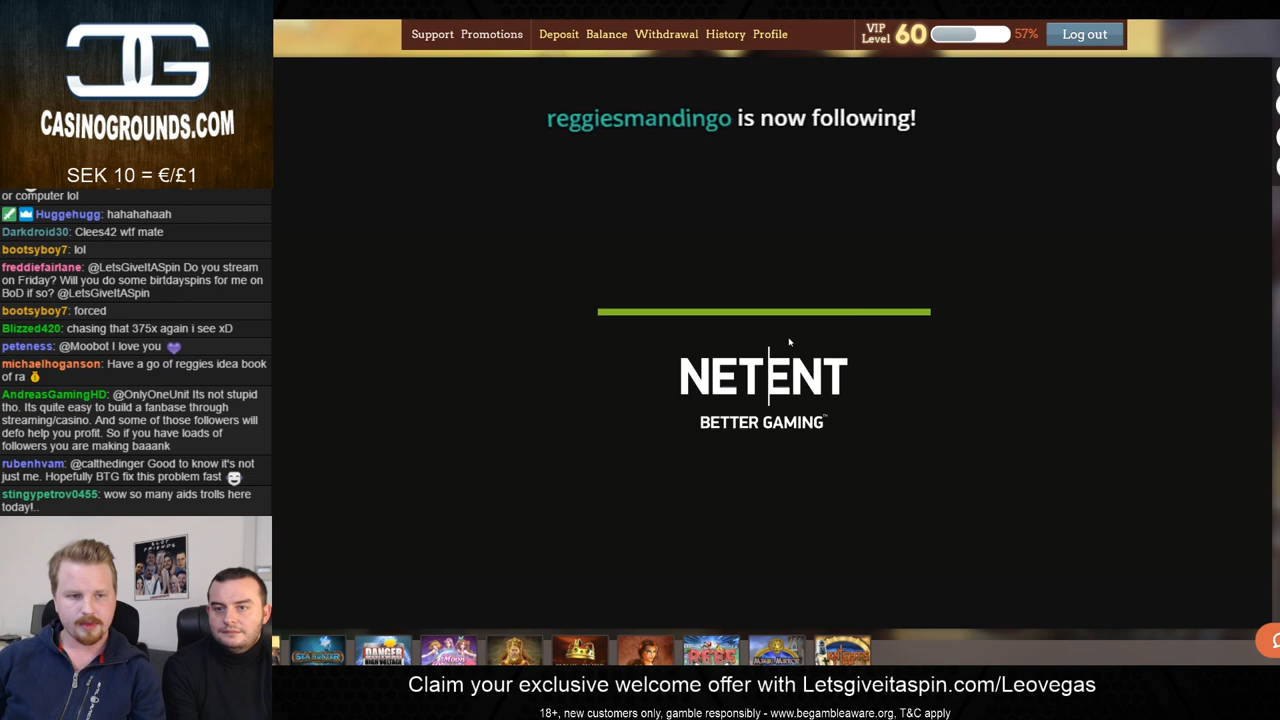 CASINOGROUNDS.COM
SEK 10 = €/£1
or computer lol
Huggehugg: hahahahaah
Darkdroid30: Clees42 wtf mate
bootsyboy7: lol
freddiefairlane: @LetsGiveItASpin Do you stream
on Friday? Will you do some birtdayspins for me on
BoD if so? @LetsGiveItASpin
bootsyboy7: forced
Blizzed420: chasing that 375x again i see xD
peteness: @Moobot I love you
michaelhoganson: Have a go of reggies idea book
of ra
AndreasGamingHD: @OnlyOneUnit Its not stupid
tho. Its quite easy to build a fanbase through
streaming/casino. And some of those followers will
defo help you profit. So if you have loads of
followers you are making baaank
rubenhvam: @calthedinger Good to know it's not
just me. Hopefully BTG fix this problem fast
stingypetrov0455: wow so many aids trolls here
today!..
Support Promotions Deposit Balance Withdrawal History Profile VIP Level 60 57% Log out
reggiesmandingo is now following!
NETENT
BETTER GAMING™
DANGER
HIGH VOLTAGE
Claim your exclusive welcome offer with Letsgiveitaspin.com/Leovegas
18+, new customers only, gamble responsibly - www.begambleaware.org, T&C apply